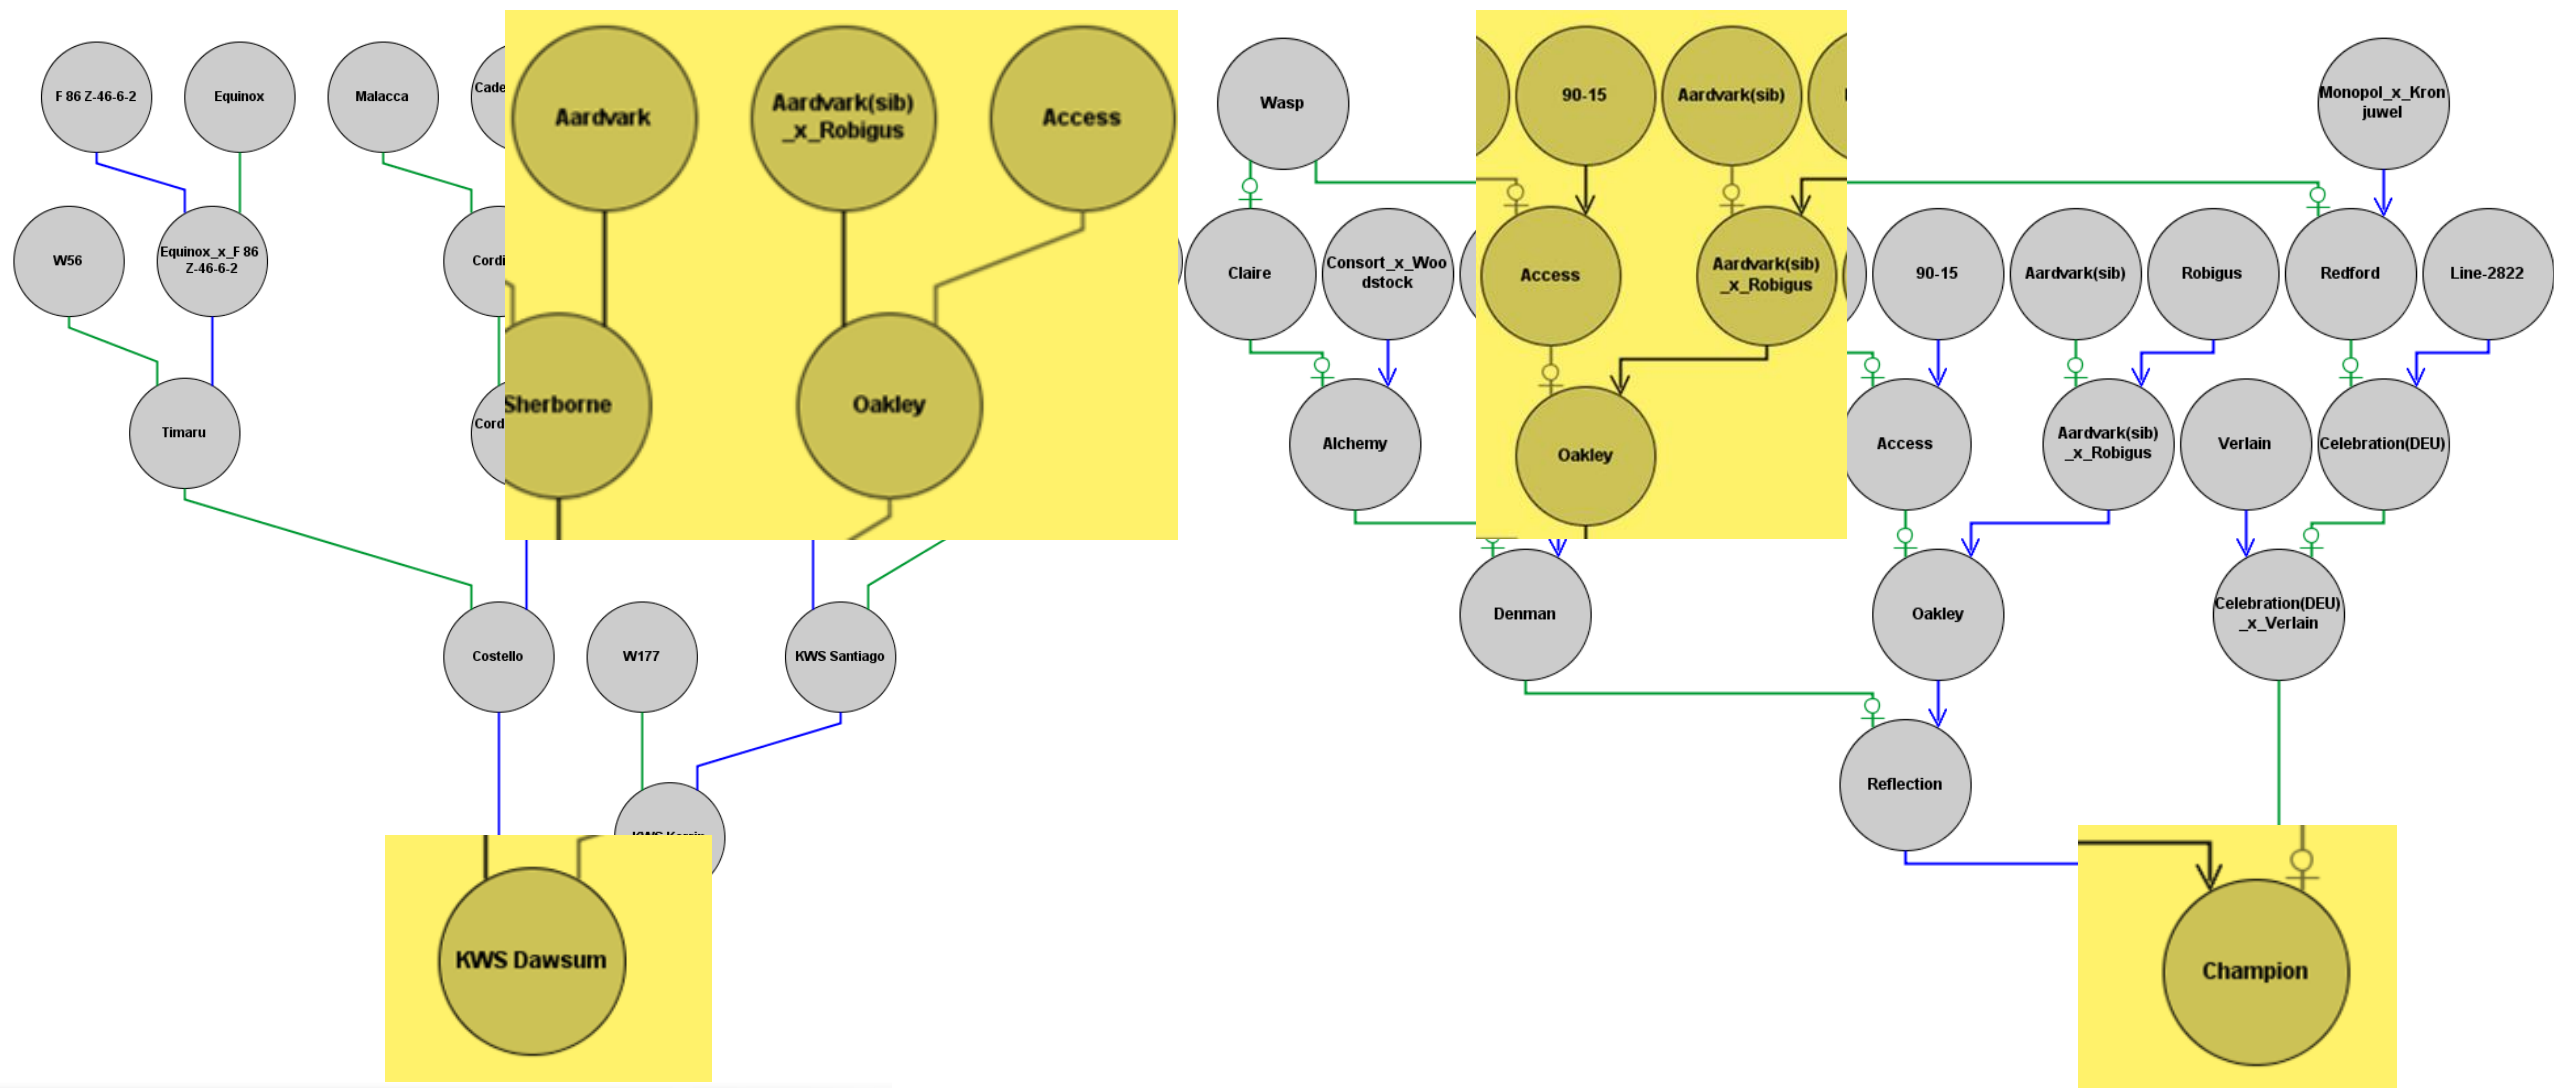 F 86 Z-46-6-2
Equinox
Malacca
Cade
Aardvark
Aardvark(sib)
_x_Robigus
Access
W56
Equinox_x_F 86
Z-46-6-2
Cordi
Sherborne
Oakley
Timaru
Cord
Costello
W177
KWS Santiago
KWS Dawsum
Wasp
90-15
Aardvark(sib)
Monopol_x_Kron
juwel
Claire
Consort_x_Woo
dstock
Access
Aardvark(sib)
_x_Robigus
90-15
Aardvark(sib)
Robigus
Redford
Line-2822
Alchemy
Oakley
Access
Aardvark(sib)
_x_Robigus
Verlain
Celebration(DEU)
Denman
Oakley
Celebration(DEU)
_x_Verlain
Reflection
Champion